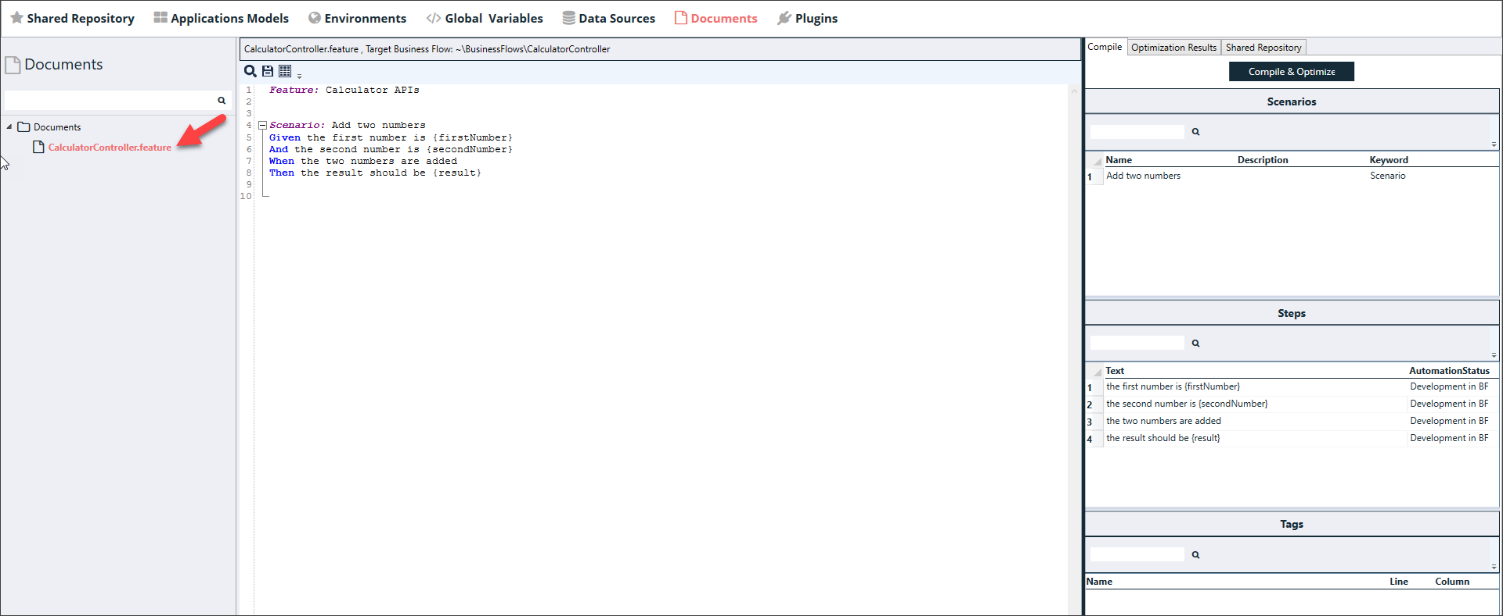 Shared Repository Applications Models Environments </> Global Variables Data Sources Documents Plugins
Documents
Documents
CalculatorController.feature
CalculatorController.feature , Target Business Flow: ~\BusinessFlows\CalculatorController
1 Feature: Calculator APIs
2
3
4 Scenario: Add two numbers
5 Given the first number is {firstNumber}
6 And the second number is {secondNumber}
7 When the two numbers are added
8 Then the result should be {result}
9
10
Compile Optimization Results Shared Repository
Compile & Optimize
Scenarios
Name Description Keyword
1 Add two numbers Scenario
Steps
Text AutomationStatus
1 the first number is {firstNumber} Development in BF
2 the second number is {secondNumber} Development in BF
3 the two numbers are added Development in BF
4 the result should be {result} Development in BF
Tags
Name Line Column